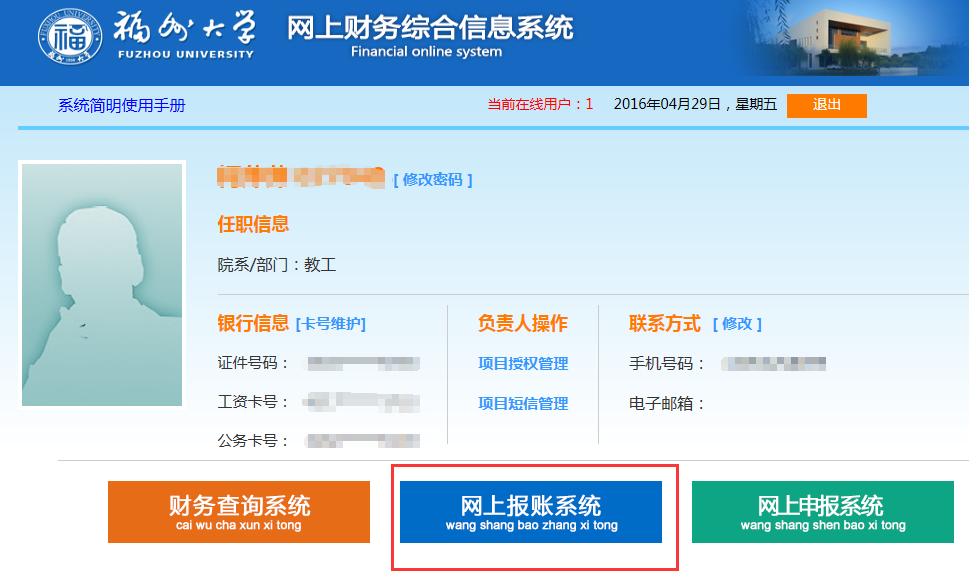 福州大学
FUZHOU UNIVERSITY
网上财务综合信息系统
Financial online system
系统简明使用手册
当前在线用户：1 2016年04月29日，星期五 退出
[ 修改密码 ]
任职信息
院系/部门：教工
银行信息 [卡号维护]
证件号码：
工资卡号：
公务卡号：
负责人操作
项目授权管理
项目短信管理
联系方式 [ 修改 ]
手机号码：
电子邮箱：
财务查询系统
cai wu cha xun xi tong
网上报账系统
wang shang bao zhang xi tong
网上申报系统
wang shang shen bao xi tong